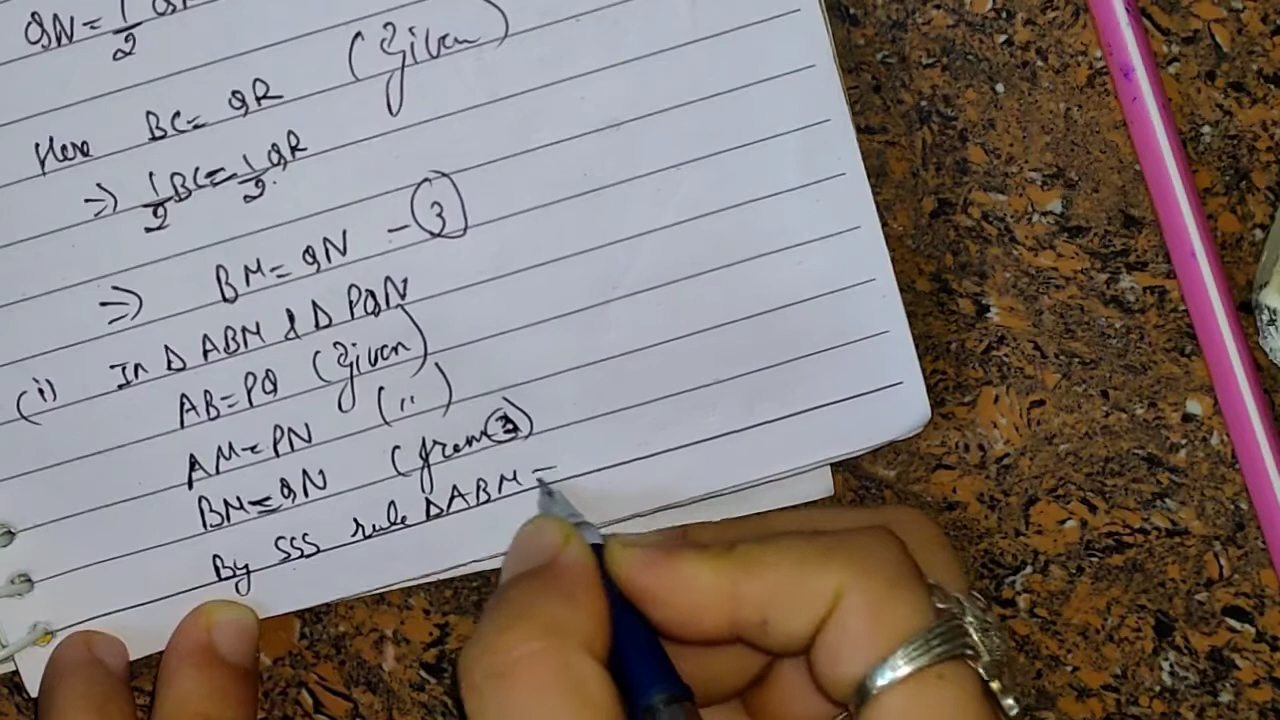 QN = 1/2 QR
Here BC = QR (Given)
=> 1/2 BC = 1/2 QR
=> BM = QN - (3)
(i) In Δ ABM & Δ PQN
AB = PQ (Given)
AM = PN (")
BM = QN (from (3))
By SSS rule ΔABM =